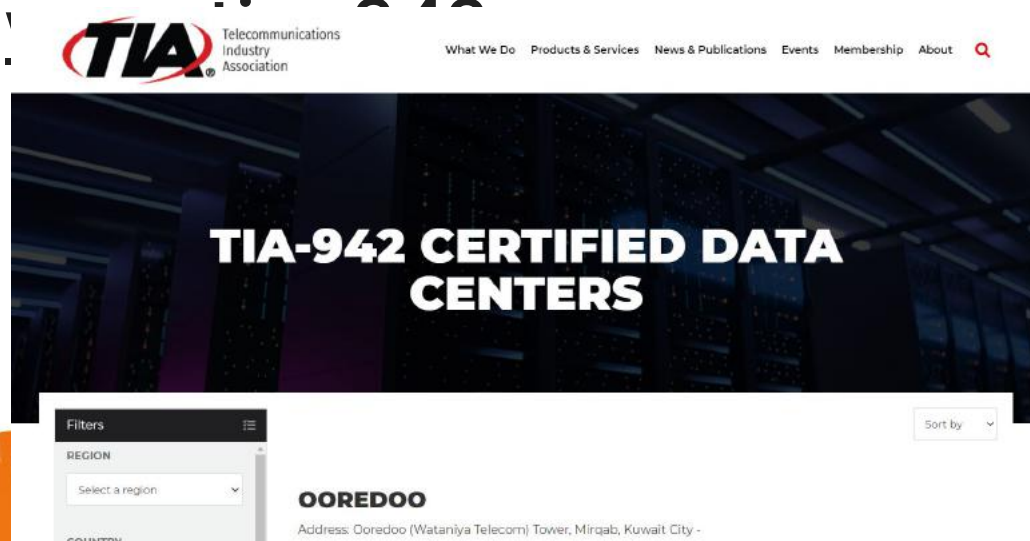 TIA
Telecommunications
Industry
Association
What We Do Products & Services News & Publications Events Membership About
TIA-942 CERTIFIED DATA
CENTERS
Filters
Sort by
REGION
Select a region
OOREDOO
Address: Ooredoo (Wataniya Telecom) Tower, Mirqab, Kuwait City -
COUNTRY